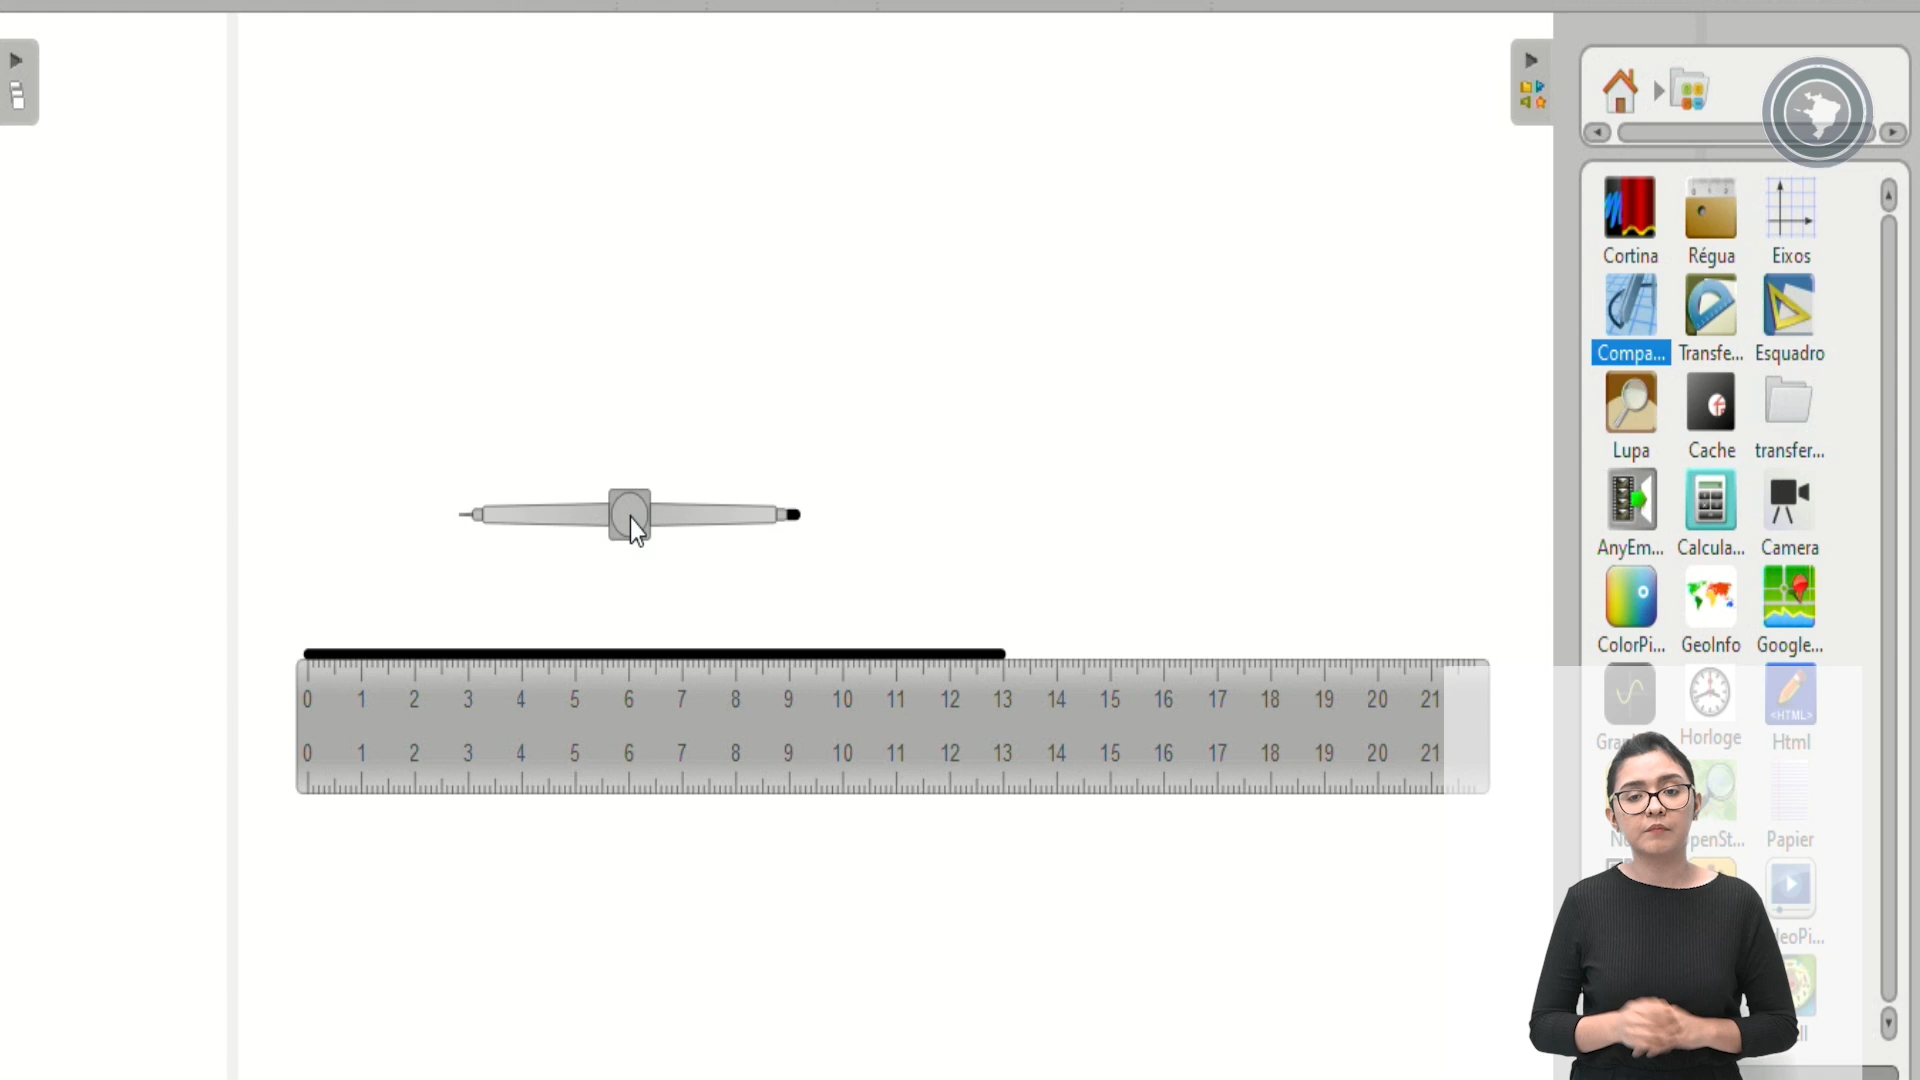 Cortina Régua Eixos
Compa... Transfe... Esquadro
Lupa Cache transfer...
AnyEm... Calcula... Camera
ColorPi... GeoInfo Google...
<HTML>
Horloge Html
0 1 2 3 4 5 6 7 8 9 10 11 12 13 14 15 16 17 18 19 20 21
0 1 2 3 4 5 6 7 8 9 10 11 12 13 14 15 16 17 18 19 20 21
Papier